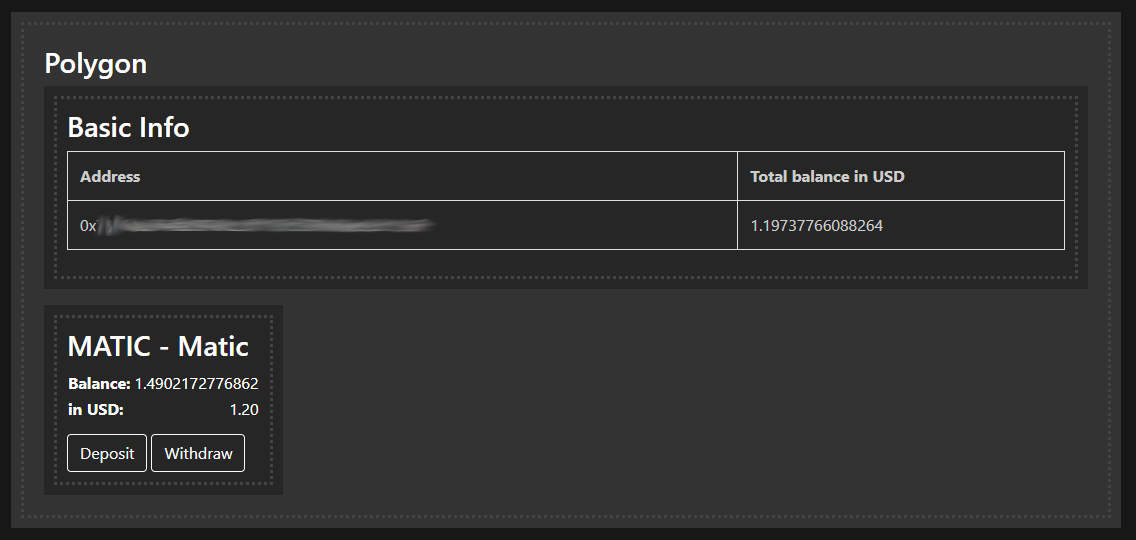 Polygon
Basic Info
Address Total balance in USD
0x 1.19737766088264
MATIC - Matic
Balance: 1.4902172776862
in USD: 1.20
Deposit Withdraw